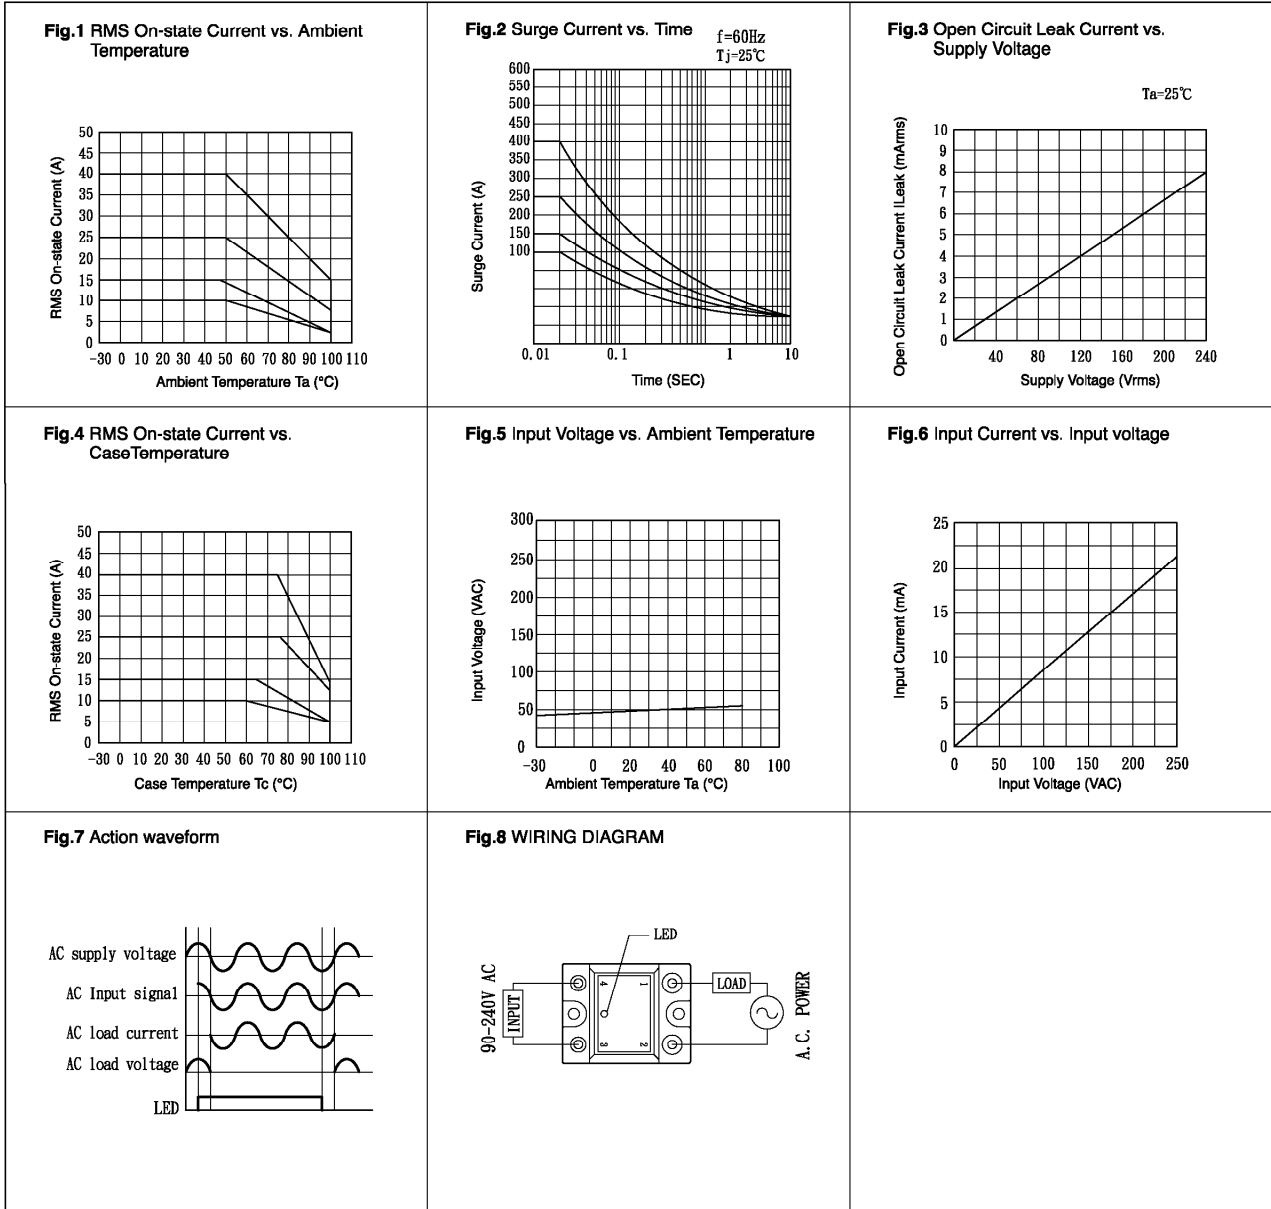 Fig.1 RMS On-state Current vs. Ambient
Temperature
50
45
40
35
30
25
20
15
10
5
0
-30 0 10 20 30 40 50 60 70 80 90 100 110
RMS On-state Current (A)
Ambient Temperature Ta (°C)
Fig.2 Surge Current vs. Time
f=60Hz
Tj=25℃
600
550
500
450
400
350
300
250
200
150
100
0.01 0.1 1 10
Surge Current (A)
Time (SEC)
Fig.3 Open Circuit Leak Current vs.
Supply Voltage
Ta=25℃
10
9
8
7
6
5
4
3
2
1
0
40 80 120 160 200 240
Open Circuit Leak Current ILeak (mArms)
Supply Voltage (Vrms)
Fig.4 RMS On-state Current vs.
CaseTemperature
50
45
40
35
30
25
20
15
10
5
0
-30 0 10 20 30 40 50 60 70 80 90 100 110
RMS On-state Current (A)
Case Temperature Tc (°C)
Fig.5 Input Voltage vs. Ambient Temperature
300
250
200
150
100
50
0
-30 0 20 40 60 80 100
Input Voltage (VAC)
Ambient Temperature Ta (°C)
Fig.6 Input Current vs. Input voltage
25
20
15
10
5
0
0 50 100 150 200 250
Input Current (mA)
Input Voltage (VAC)
Fig.7 Action waveform
AC supply voltage
AC Input signal
AC load current
AC load voltage
LED
Fig.8 WIRING DIAGRAM
LED
90-240V AC
INPUT
4
1
3
2
LOAD
A.C. POWER